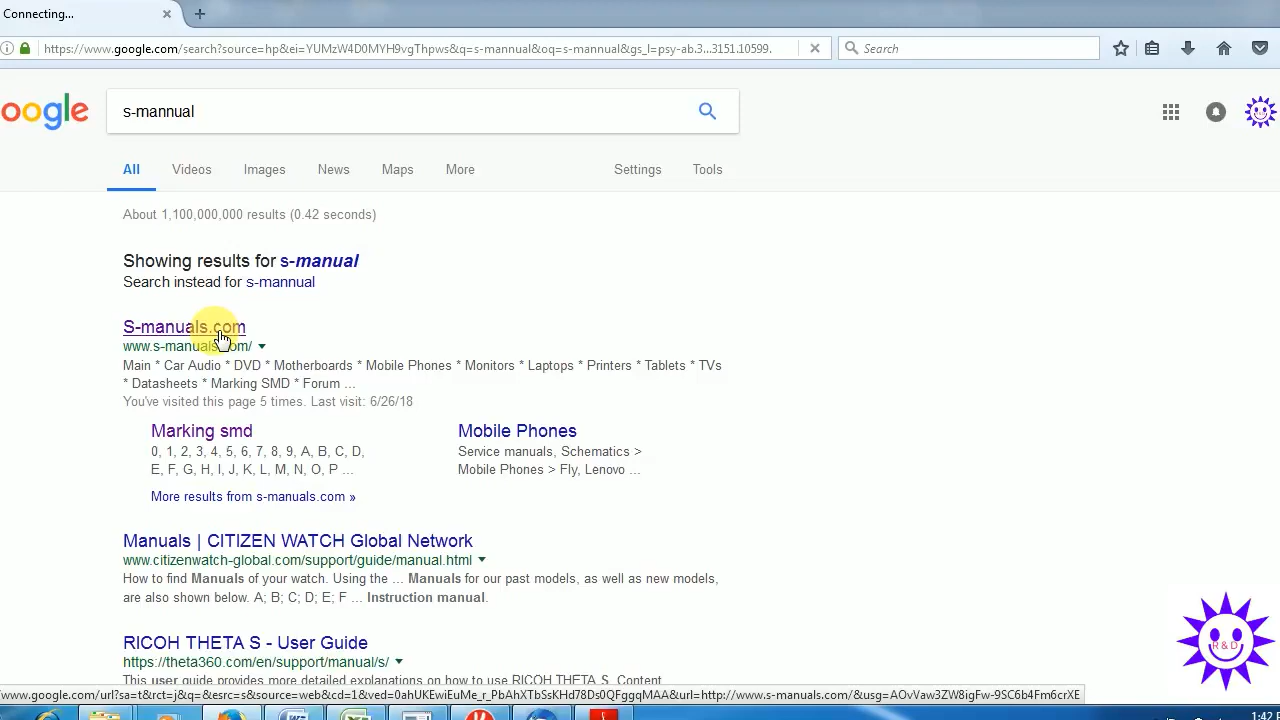 Connecting...
https://www.google.com/search?source=hp&ei=YUMzW4D0MYH9vgThpws&q=s-mannual&oq=s-mannual&gs_l=psy-ab.3...3151.10599.
Search
oogle
s-mannual
All Videos Images News Maps More Settings Tools
About 1,100,000,000 results (0.42 seconds)
Showing results for s-manual
Search instead for s-mannual
S-manuals.com
www.s-manuals.com/
Main * Car Audio * DVD * Motherboards * Mobile Phones * Monitors * Laptops * Printers * Tablets * TVs
* Datasheets * Marking SMD * Forum ...
You've visited this page 5 times. Last visit: 6/26/18
Marking smd
0, 1, 2, 3, 4, 5, 6, 7, 8, 9, A, B, C, D,
E, F, G, H, I, J, K, L, M, N, O, P ...
Mobile Phones
Service manuals, Schematics >
Mobile Phones > Fly, Lenovo ...
More results from s-manuals.com »
Manuals | CITIZEN WATCH Global Network
www.citizenwatch-global.com/support/guide/manual.html
How to find Manuals of your watch. Using the ... Manuals for our past models, as well as new models,
are also shown below. A; B; C; D; E; F ... Instruction manual.
RICOH THETA S - User Guide
https://theta360.com/en/support/manual/s/
This user guide provides more detailed explanations on how to use RICOH THETA S. Content
R & D
www.google.com/url?sa=t&rct=j&q=&esrc=s&source=web&cd=1&ved=0ahUKEwiEuMe_r_PbAhXTbSsKHd78Ds0QFggqMAA&url=http://www.s-manuals.com/&usg=AOvVaw3ZW8igFw-9SC6b4Fm6crXE
1:42